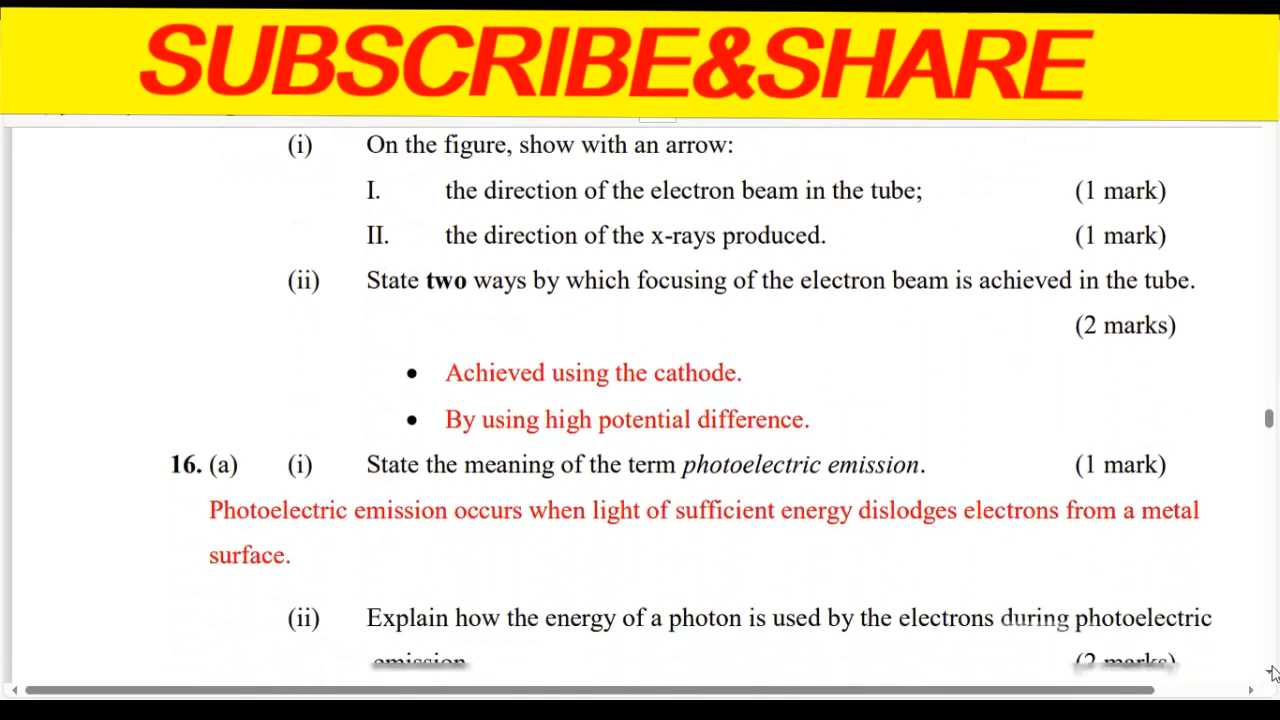 SUBSCRIBE&SHARE
(i) On the figure, show with an arrow:
I. the direction of the electron beam in the tube; (1 mark)
II. the direction of the x-rays produced. (1 mark)
(ii) State two ways by which focusing of the electron beam is achieved in the tube.
(2 marks)
• Achieved using the cathode.
• By using high potential difference.
16. (a) (i) State the meaning of the term photoelectric emission. (1 mark)
Photoelectric emission occurs when light of sufficient energy dislodges electrons from a metal
surface.
(ii) Explain how the energy of a photon is used by the electrons during photoelectric
emission (2 marks)